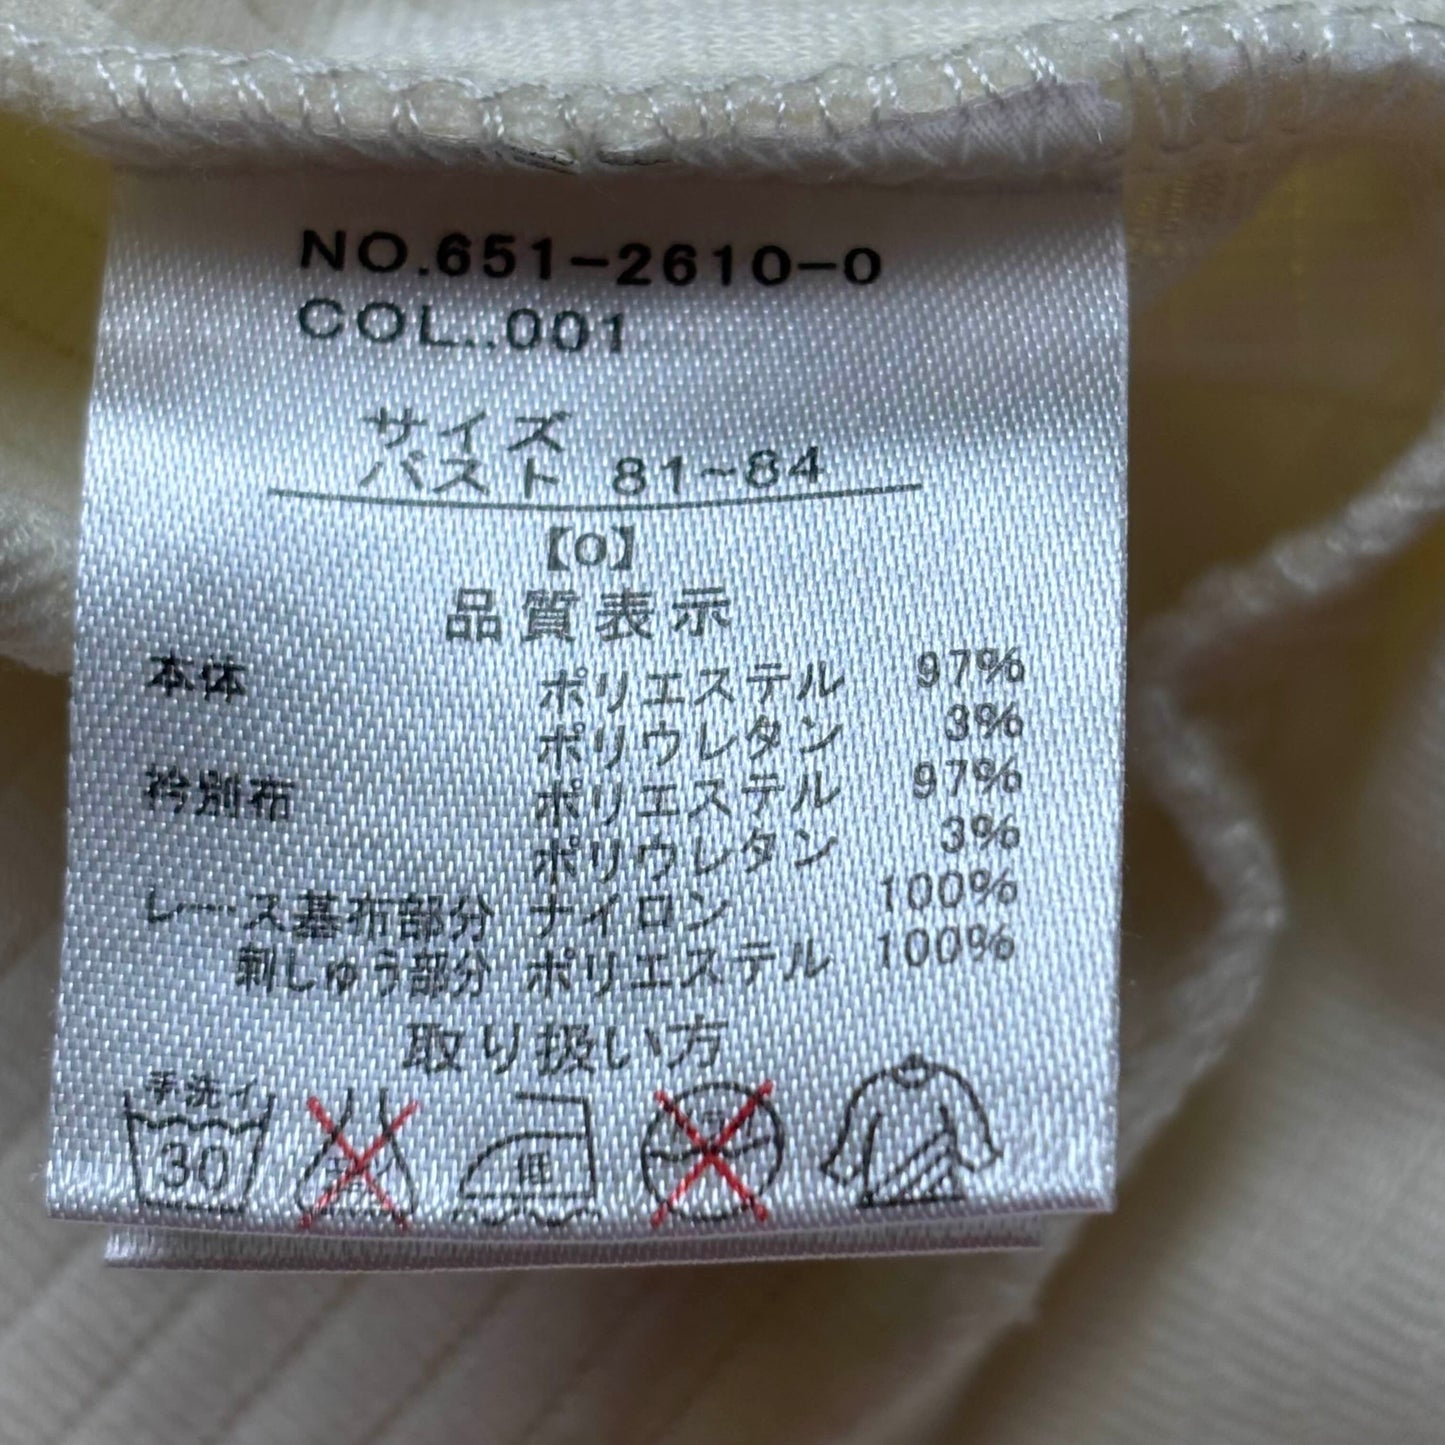 NO.651-2610-0
COL..001
サイズ
バスト 81~84
【0】
品質表示
本体 ポリエステル 97%
ポリウレタン 3%
衿別布 ポリエステル 97%
ポリウレタン 3%
レース基布部分 ナイロン 100%
刺しゅう部分 ポリエステル 100%
取り扱い方
手洗イ
30
低